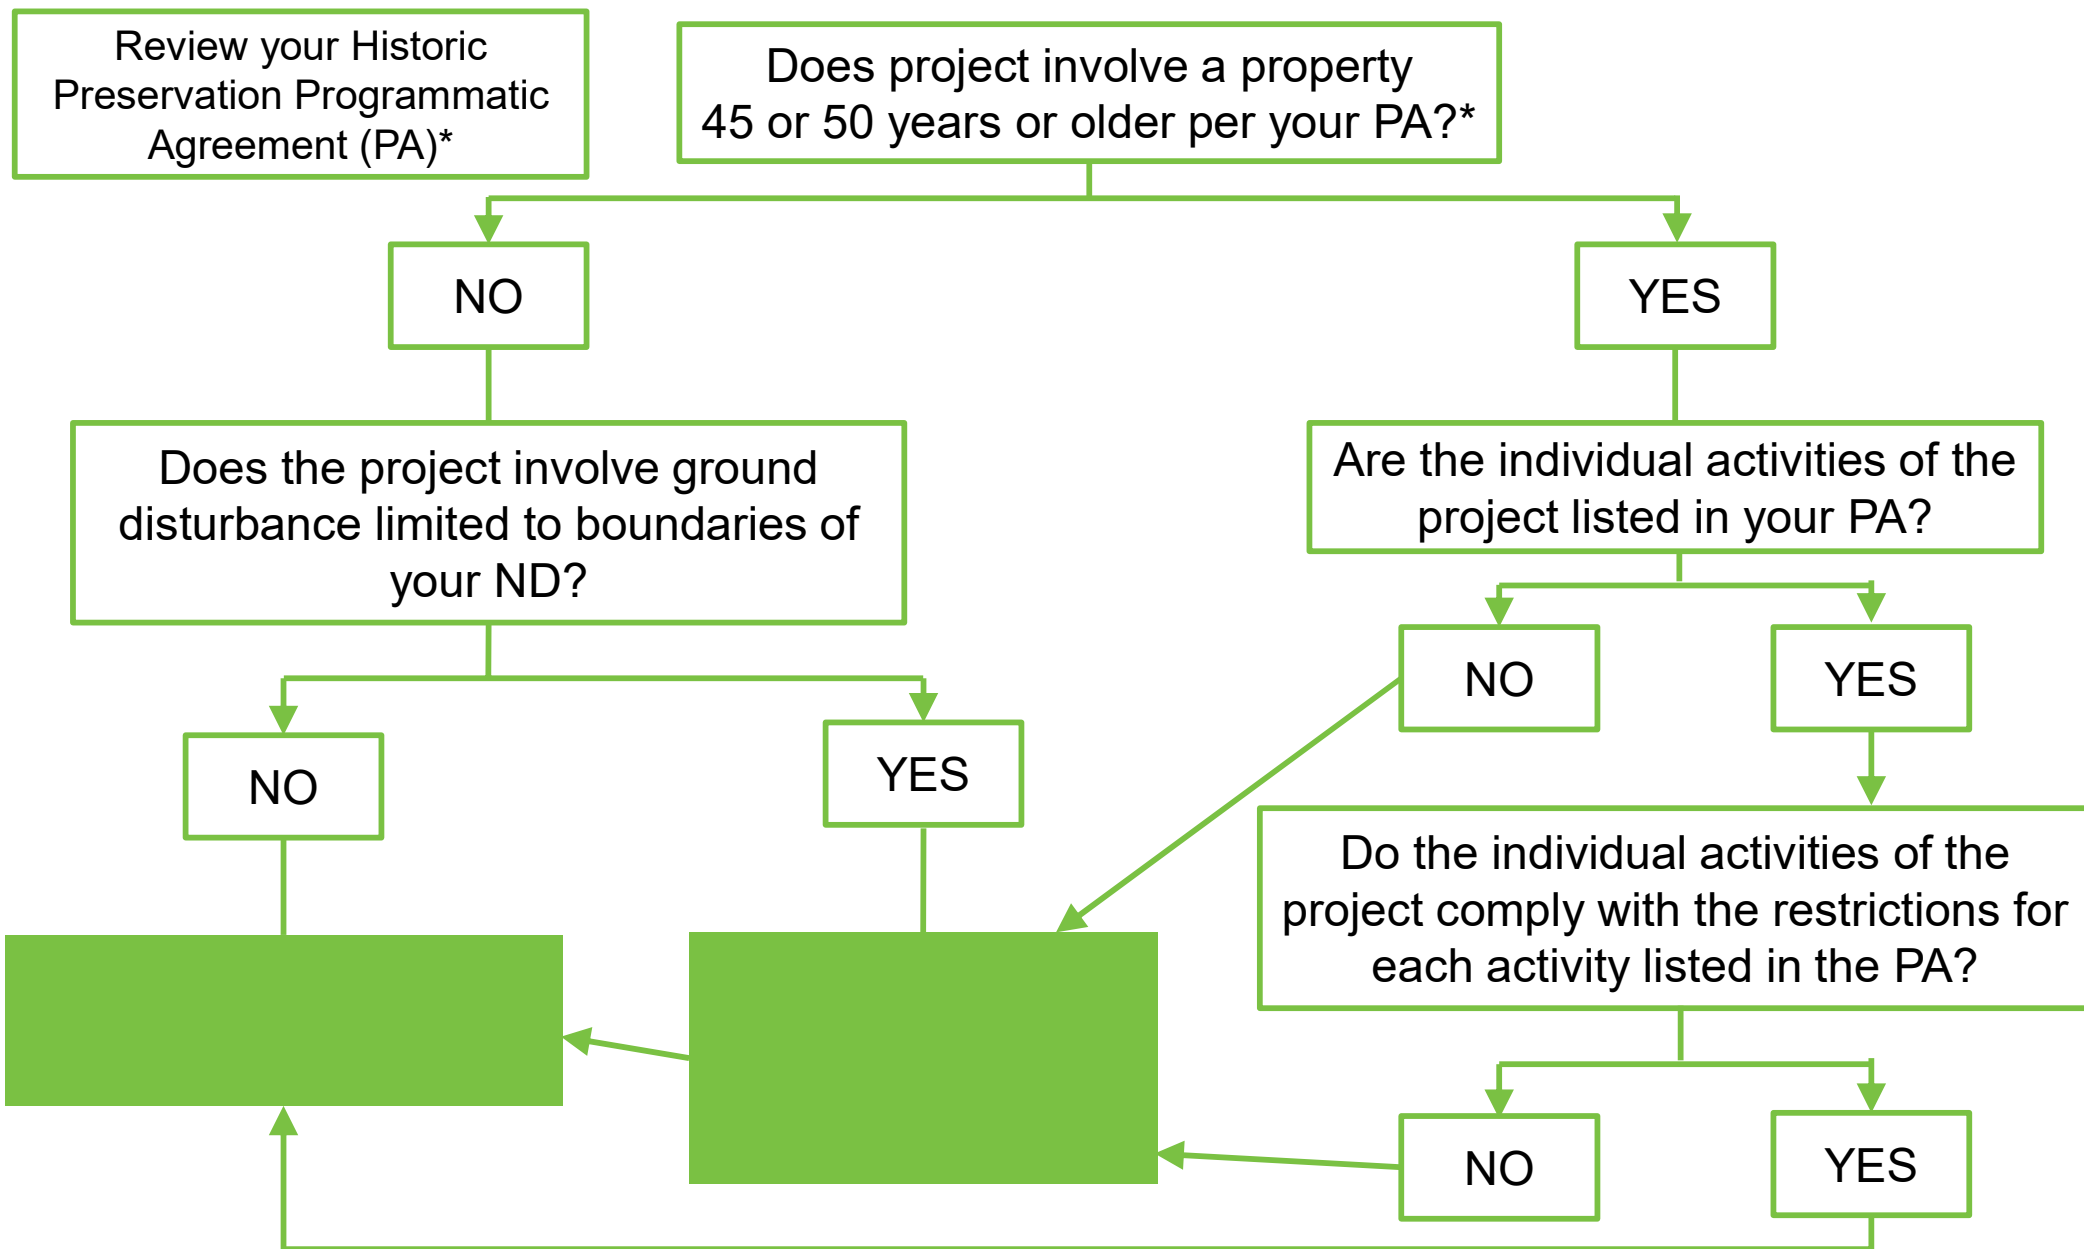 Review your Historic
Preservation Programmatic
Agreement (PA)*
Does project involve a property
45 or 50 years or older per your PA?*
NO
YES
Does the project involve ground
disturbance limited to boundaries of
your ND?
Are the individual activities of the
project listed in your PA?
NO
YES
NO
YES
Do the individual activities of the
project comply with the restrictions for
each activity listed in the PA?
NO
YES